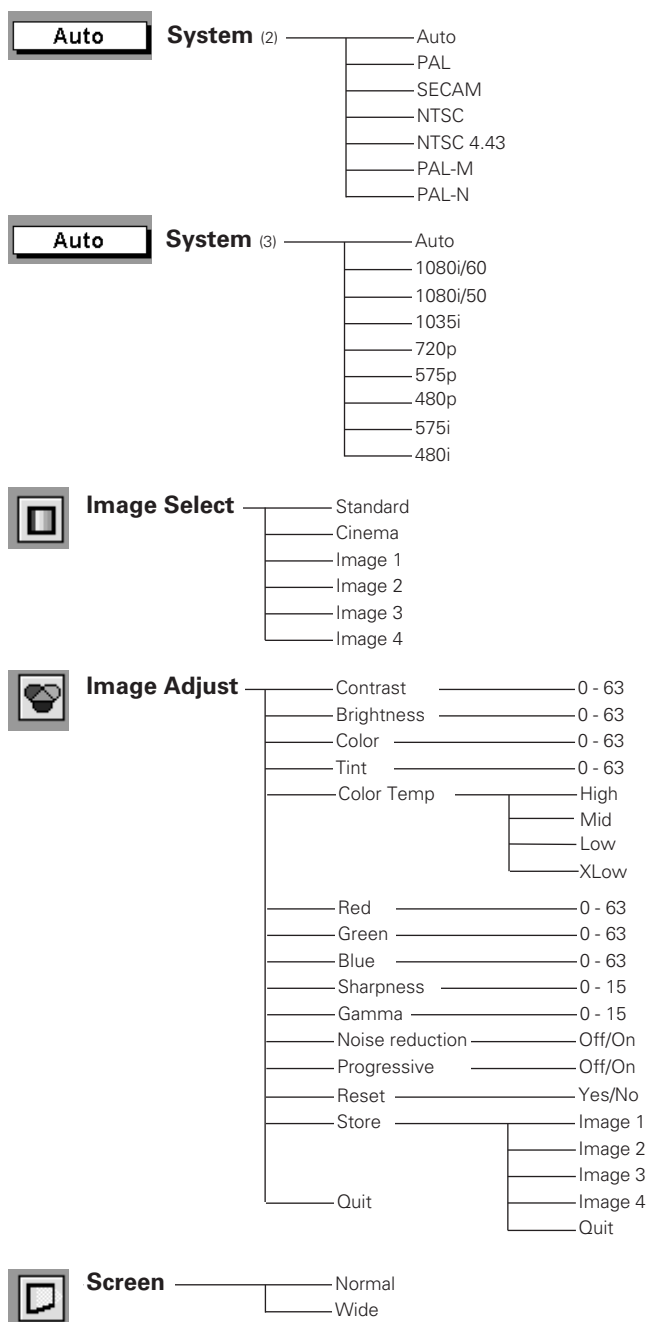 Auto System (2) Auto
PAL
SECAM
NTSC
NTSC 4.43
PAL-M
PAL-N
Auto System (3) Auto
1080i/60
1080i/50
1035i
720p
575p
480p
575i
480i
Image Select Standard
Cinema
Image 1
Image 2
Image 3
Image 4
Image Adjust Contrast 0 - 63
Brightness 0 - 63
Color 0 - 63
Tint 0 - 63
Color Temp High
Mid
Low
XLow
Red 0 - 63
Green 0 - 63
Blue 0 - 63
Sharpness 0 - 15
Gamma 0 - 15
Noise reduction Off/On
Progressive Off/On
Reset Yes/No
Store Image 1
Image 2
Image 3
Quit Image 4
Quit
Screen Normal
Wide